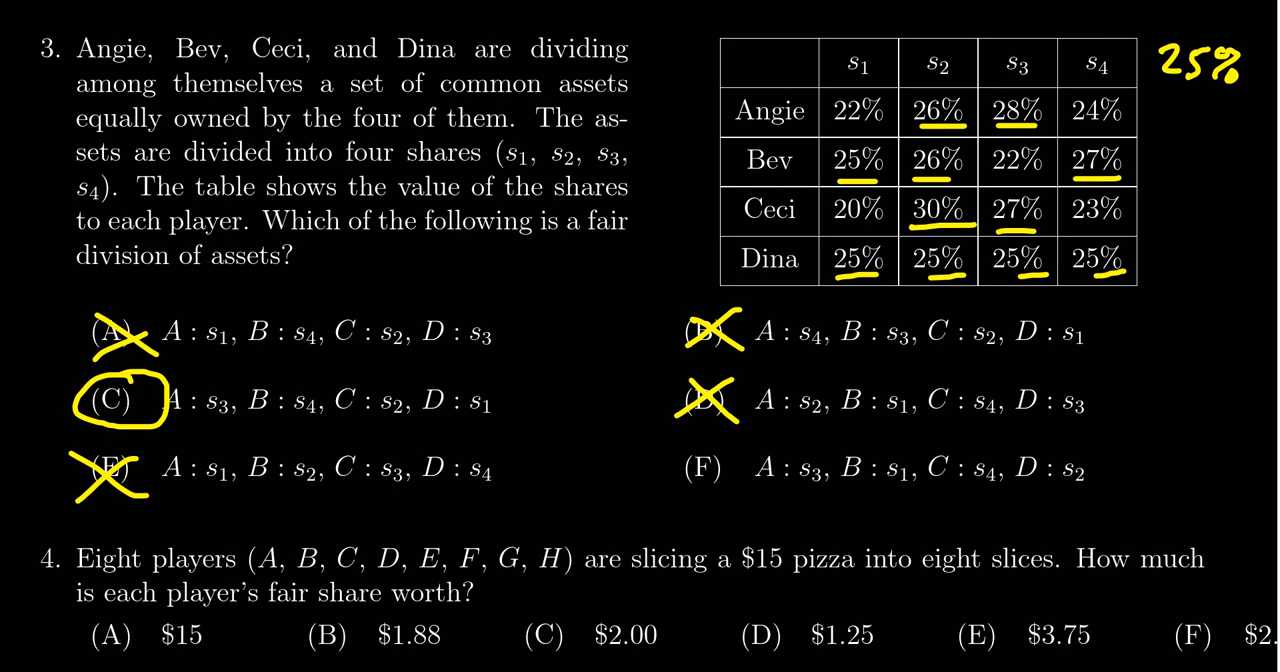 3. Angie, Bev, Ceci, and Dina are dividing
among themselves a set of common assets
equally owned by the four of them. The as-
sets are divided into four shares (s₁, s₂, s₃,
s₄). The table shows the value of the shares
to each player. Which of the following is a fair
division of assets?
s₁ s₂ s₃ s₄
Angie 22% 26% 28% 24%
Bev 25% 26% 22% 27%
Ceci 20% 30% 27% 23%
Dina 25% 25% 25% 25%
25%
(A) A : s₁, B : s₄, C : s₂, D : s₃
(B) A : s₄, B : s₃, C : s₂, D : s₁
(C) A : s₃, B : s₄, C : s₂, D : s₁
(D) A : s₂, B : s₁, C : s₄, D : s₃
(E) A : s₁, B : s₂, C : s₃, D : s₄
(F) A : s₃, B : s₁, C : s₄, D : s₂
4. Eight players (A, B, C, D, E, F, G, H) are slicing a $15 pizza into eight slices. How much
is each player's fair share worth?
(A) $15 (B) $1.88 (C) $2.00 (D) $1.25 (E) $3.75 (F) $2.